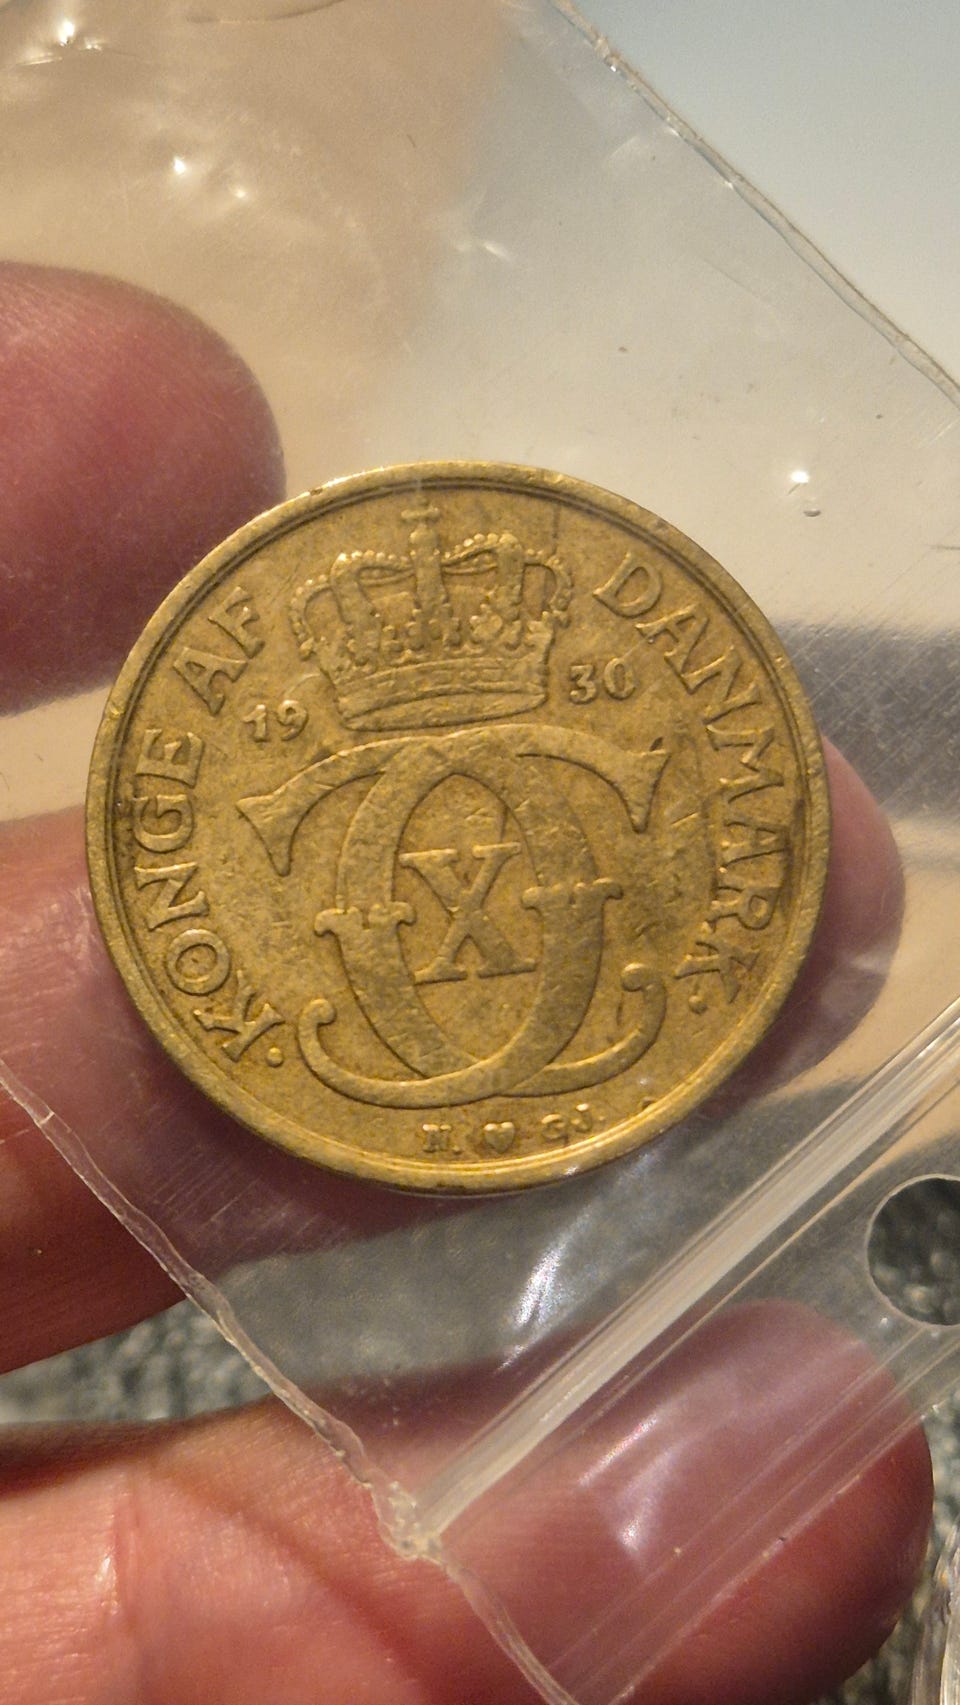 ·KONGE AF DANMARK·
19 30
X
N. ♥ GJ.